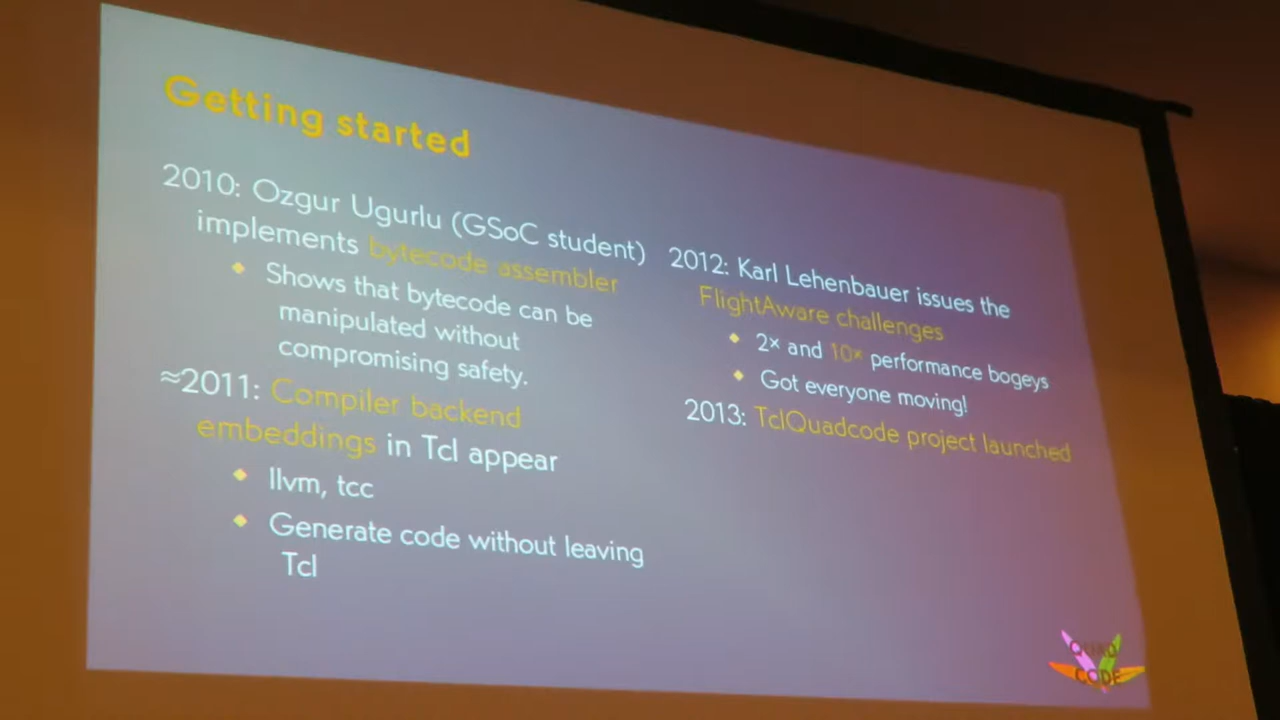 Getting started
2010: Ozgur Ugurlu (GSoC student)
implements bytecode assembler
Shows that bytecode can be
manipulated without
compromising safety.
≈2011: Compiler backend
embeddings in Tcl appear
llvm, tcc
Generate code without leaving
Tcl
2012: Karl Lehenbauer issues the
FlightAware challenges
2× and 10× performance bogeys
Got everyone moving!
2013: TclQuadcode project launched
QUAD
CODE